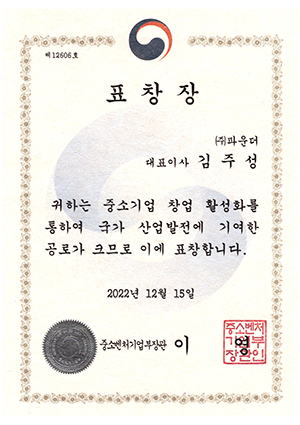 제12606호
표창장
㈜파운더
대표이사 김주성
귀하는 중소기업 창업 활성화를
통하여 국가 산업발전에 기여한
공로가 크므로 이에 표창합니다.
2022년 12월 15일
중소벤처기업부장관 이 영
중소벤처
기업부
장관인